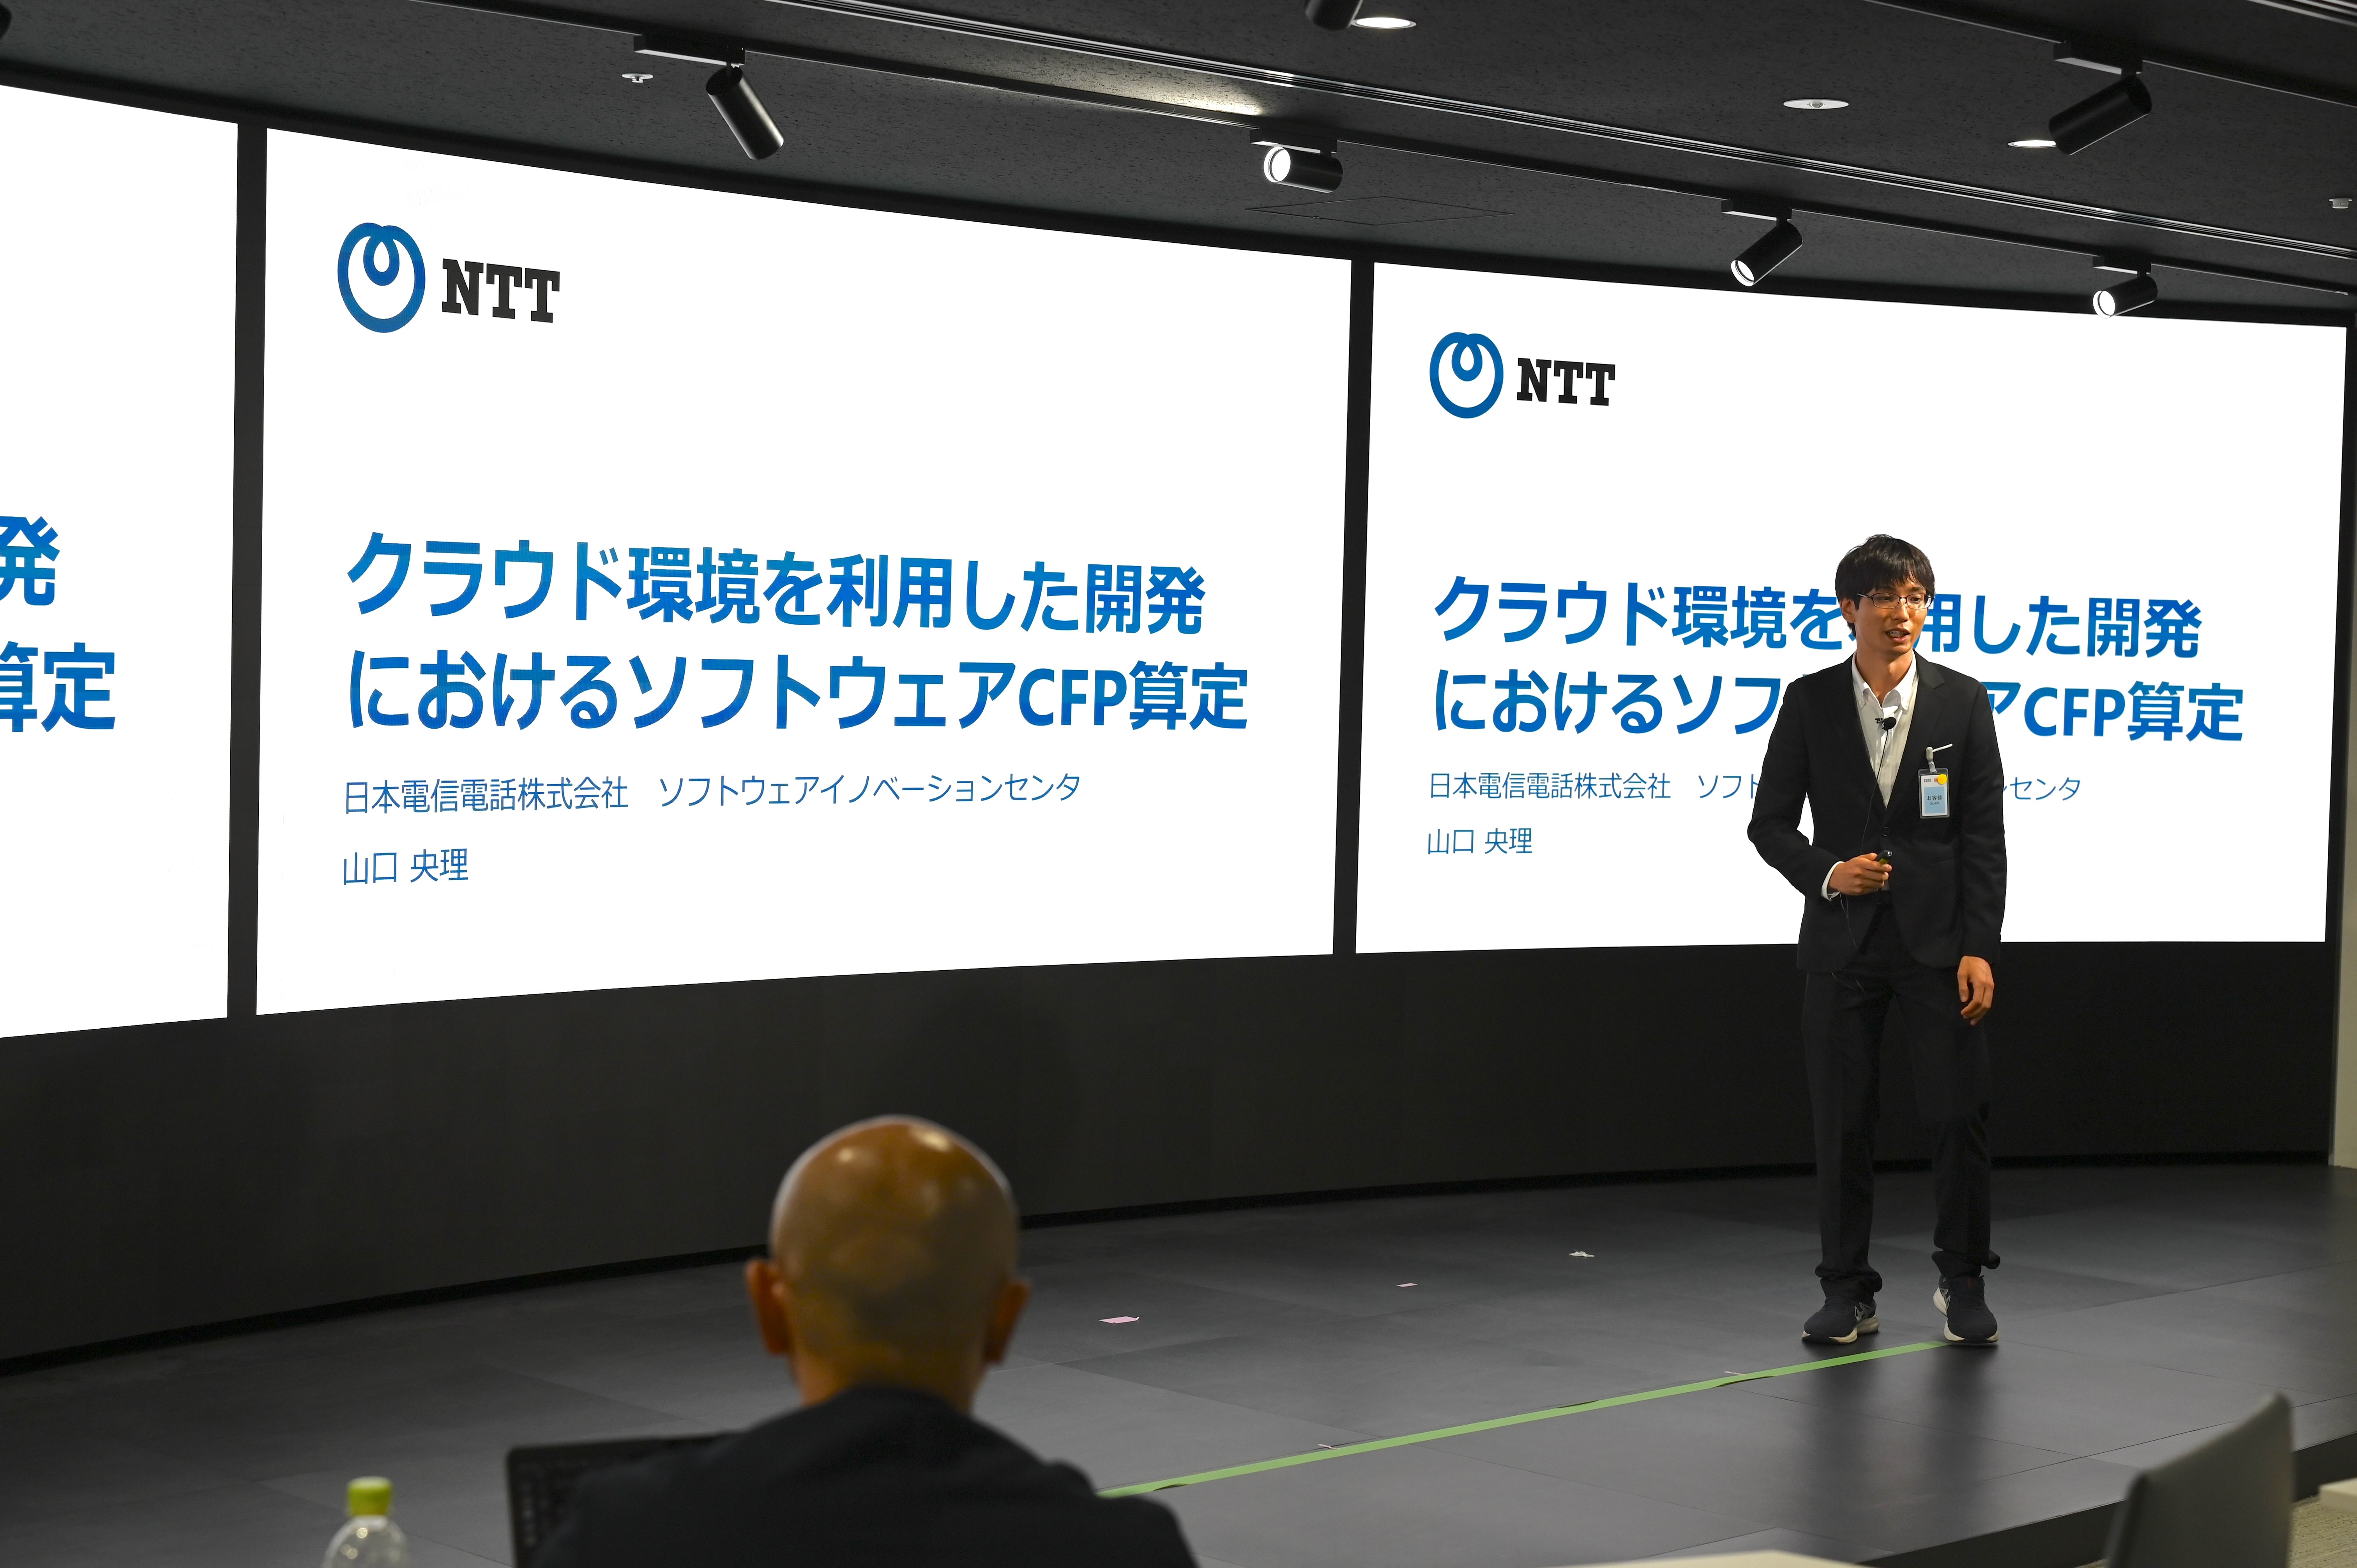 発
算定
NTT
クラウド環境を利用した開発
におけるソフトウェアCFP算定
日本電信電話株式会社　ソフトウェアイノベーションセンタ
山口 央理
NTT
クラウド環境を用した開発
におけるソフアCFP算定
日本電信電話株式会社　ソフトンセンタ
山口 央理
お客様